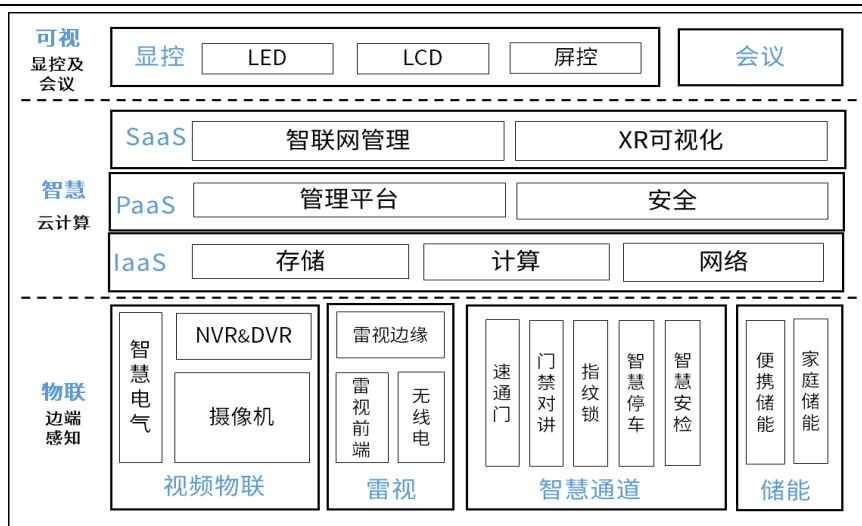 可视
显控及
会议
显控
LED
LCD
屏控
会议
智慧
云计算
SaaS
智联网管理
XR可视化
PaaS
管理平台
安全
IaaS
存储
计算
网络
物联
边端
感知
智慧电气
NVR&DVR
摄像机
视频物联
雷视边缘
雷视前端
无线电
雷视
速通门
门禁对讲
指纹锁
智慧停车
智慧安检
智慧通道
便携储能
家庭储能
储能